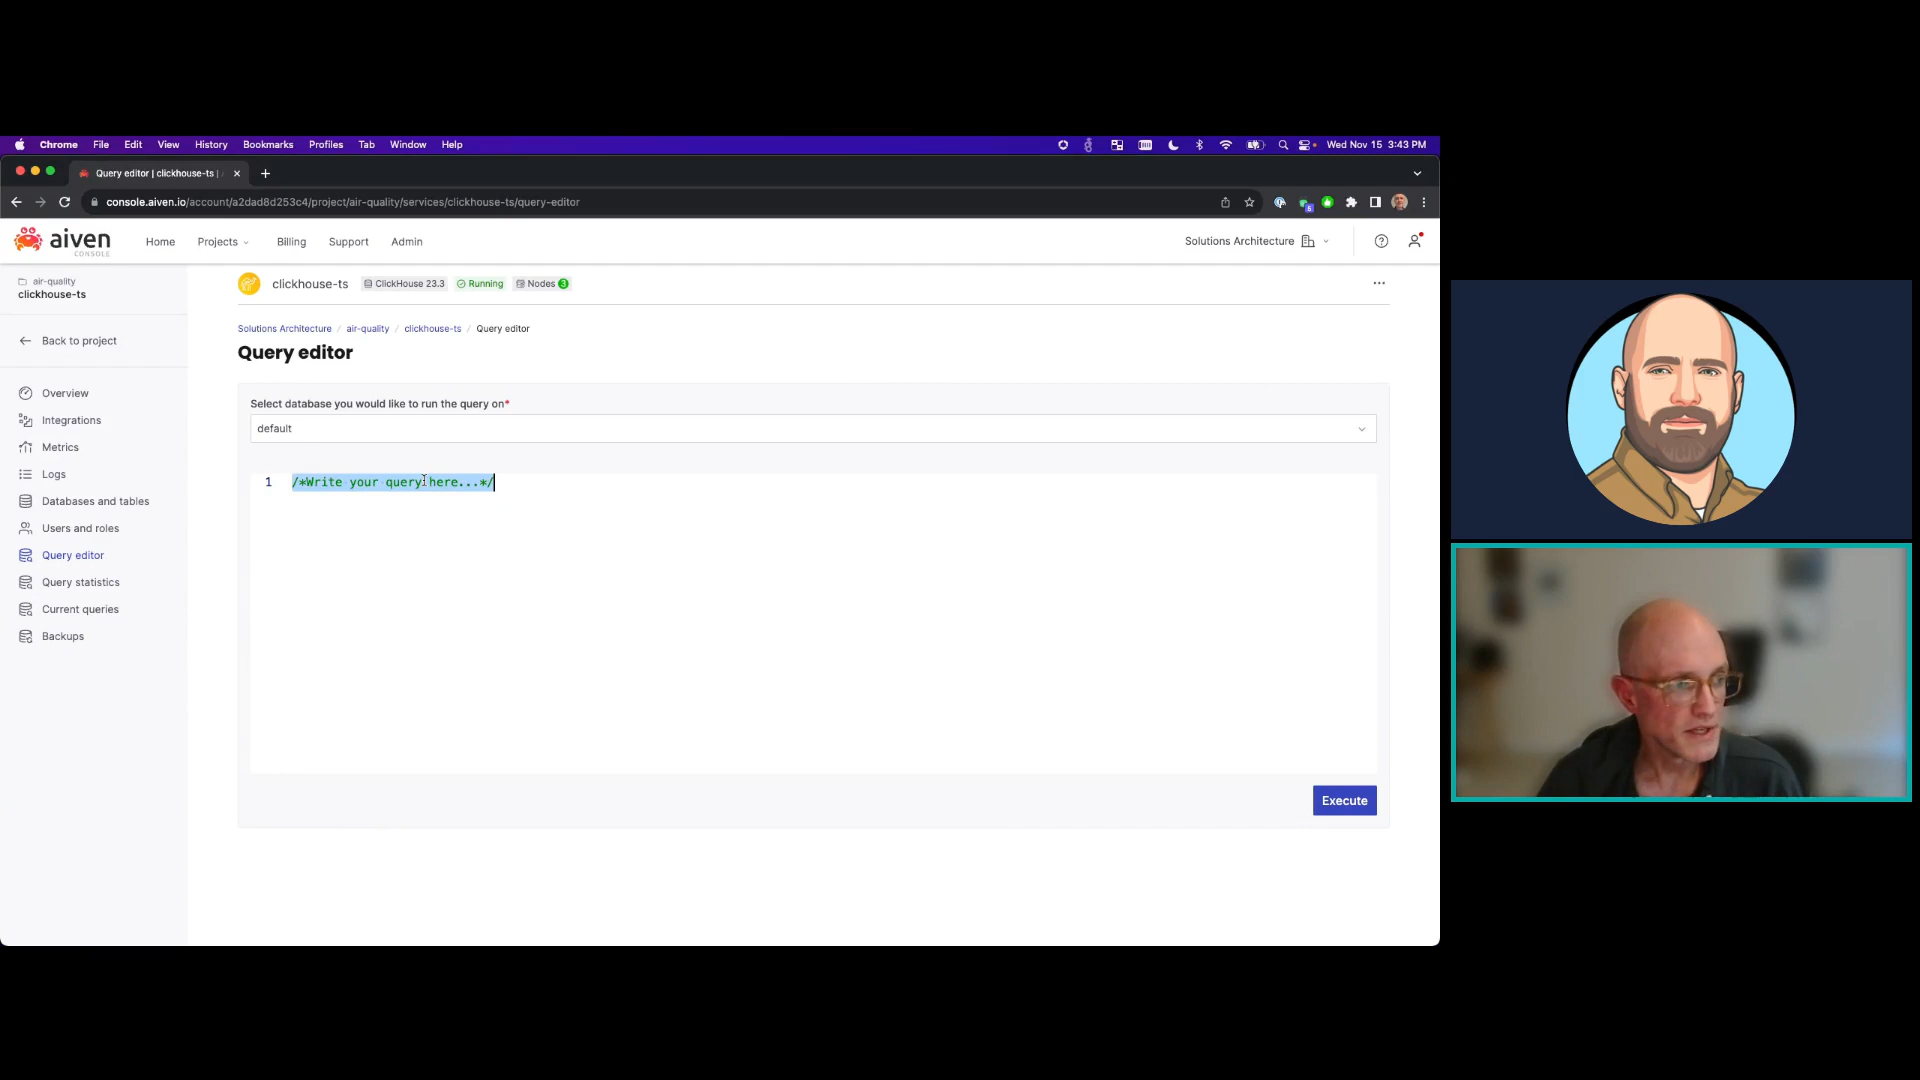 Chrome File Edit View History Bookmarks Profiles Tab Window Help
Wed Nov 15 3:43 PM
Query editor | clickhouse-ts |
console.aiven.io/account/a2dad8d253c4/project/air-quality/services/clickhouse-ts/query-editor
5
aiven
CONSOLE
Home Projects Billing Support Admin
Solutions Architecture
air-quality
clickhouse-ts
Back to project
Overview
Integrations
Metrics
Logs
Databases and tables
Users and roles
Query editor
Query statistics
Current queries
Backups
clickhouse-ts ClickHouse 23.3 Running Nodes 3
Solutions Architecture / air-quality / clickhouse-ts / Query editor
Query editor
Select database you would like to run the query on*
default
1 /*Write your query here...*/
Execute